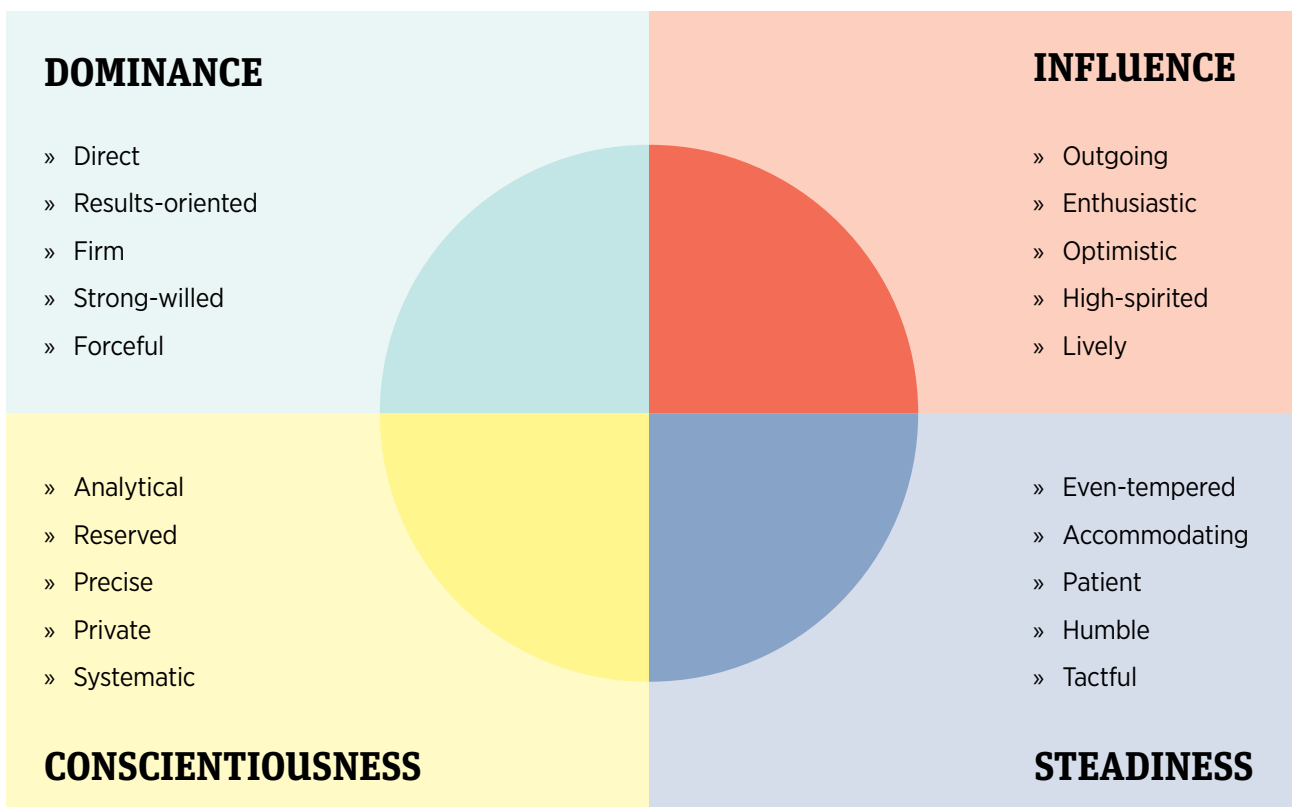 DOMINANCE
» Direct
» Results-oriented
» Firm
» Strong-willed
» Forceful
INFLUENCE
» Outgoing
» Enthusiastic
» Optimistic
» High-spirited
» Lively
» Analytical
» Reserved
» Precise
» Private
» Systematic
CONSCIENTIOUSNESS
» Even-tempered
» Accommodating
» Patient
» Humble
» Tactful
STEADINESS